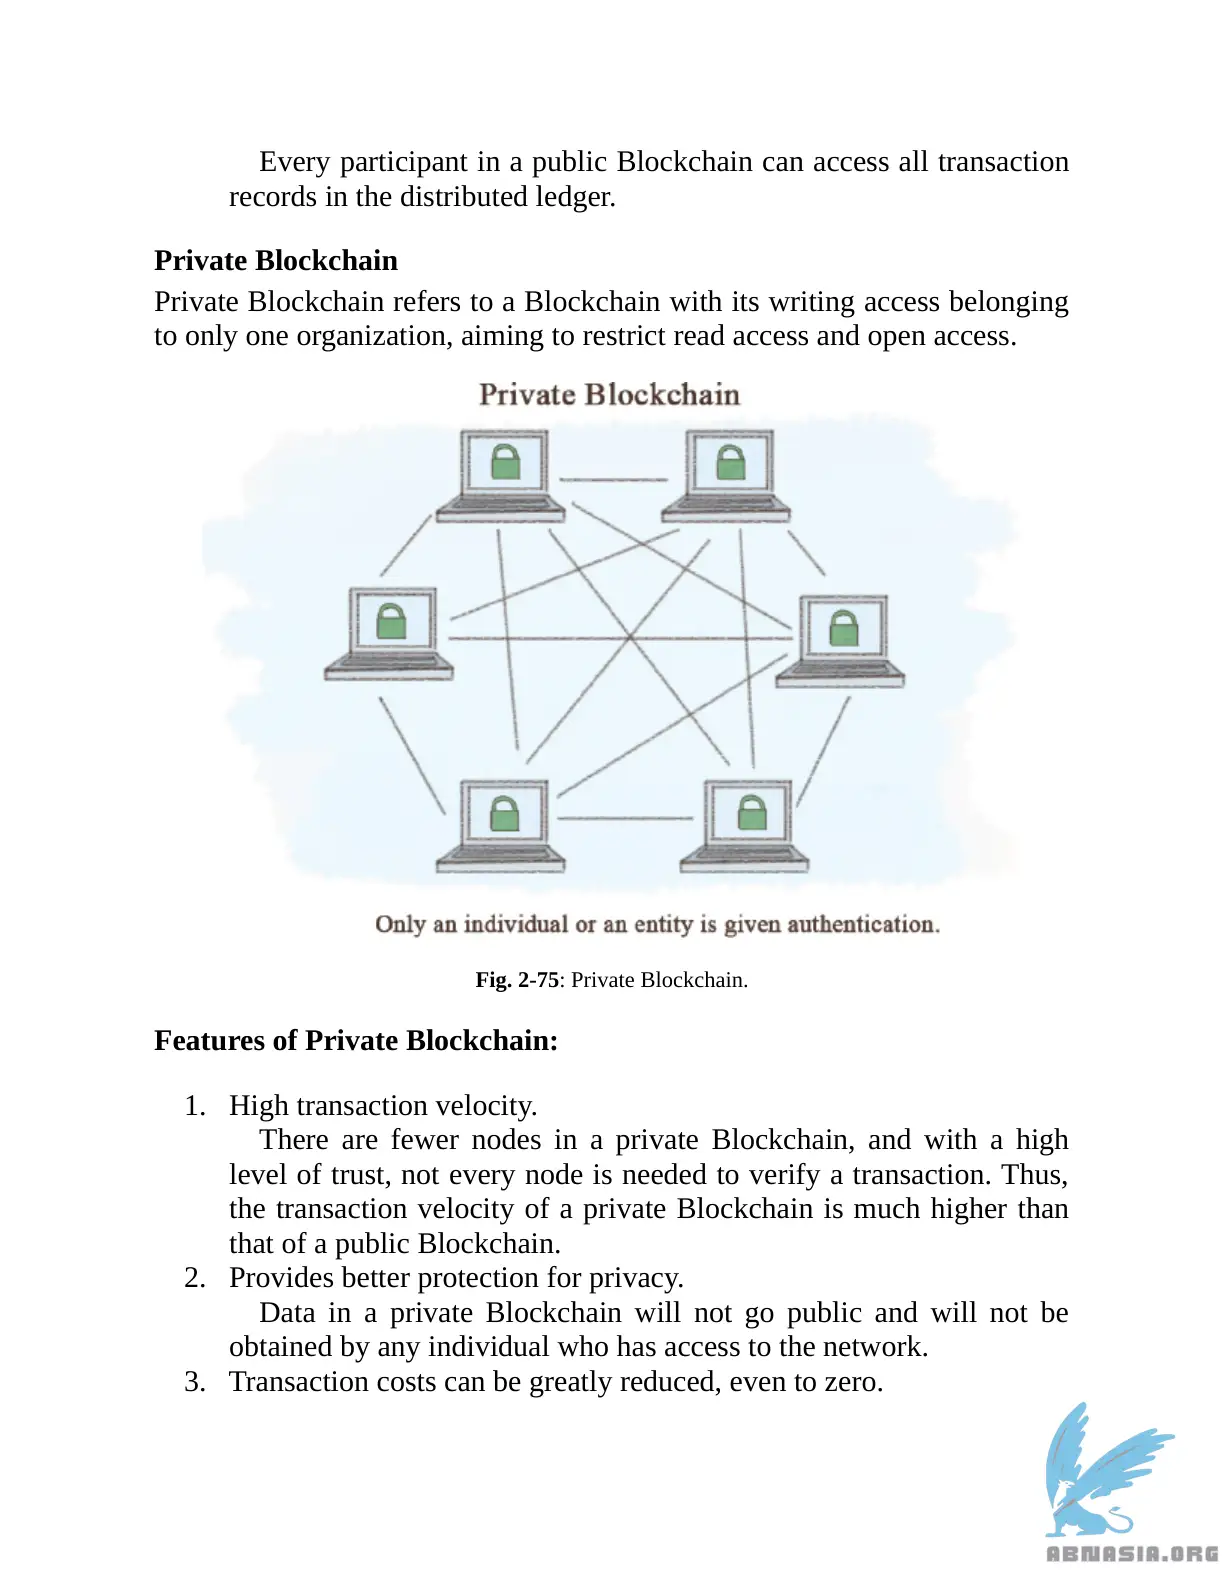 Every participant in a public Blockchain can access all transaction
records in the distributed ledger.
Private Blockchain
Private Blockchain refers to a Blockchain with its writing access belonging
to only one organization, aiming to restrict read access and open access.
Private Blockchain
Only an individual or an entity is given authentication.
Fig. 2-75: Private Blockchain.
Features of Private Blockchain:
1. High transaction velocity.
There are fewer nodes in a private Blockchain, and with a high
level of trust, not every node is needed to verify a transaction. Thus,
the transaction velocity of a private Blockchain is much higher than
that of a public Blockchain.
2. Provides better protection for privacy.
Data in a private Blockchain will not go public and will not be
obtained by any individual who has access to the network.
3. Transaction costs can be greatly reduced, even to zero.
ABNASIA.ORG